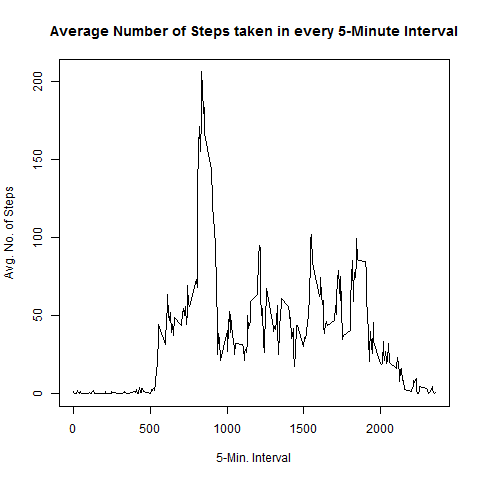 Average Number of Steps taken in every 5-Minute Interval
Avg. No. of Steps
200
150
100
50
0
0 500 1000 1500 2000
5-Min. Interval